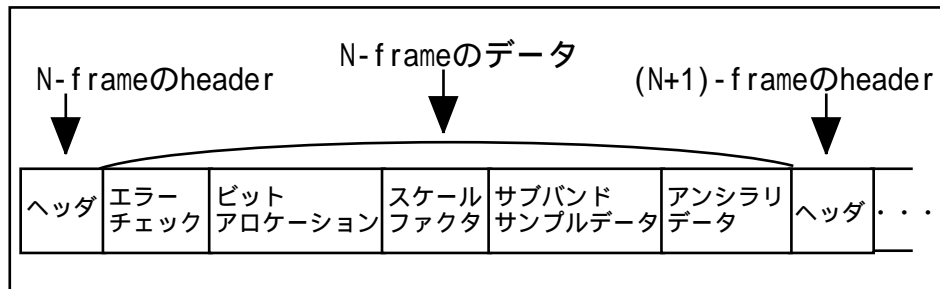 N-frameのデータ
N-frameのheader
(N+1)-frameのheader
ヘッダ
エラー
チェック
ビット
アロケーション
スケール
ファクタ
サブバンド
サンプルデータ
アンシラリ
データ
ヘッダ
・・・